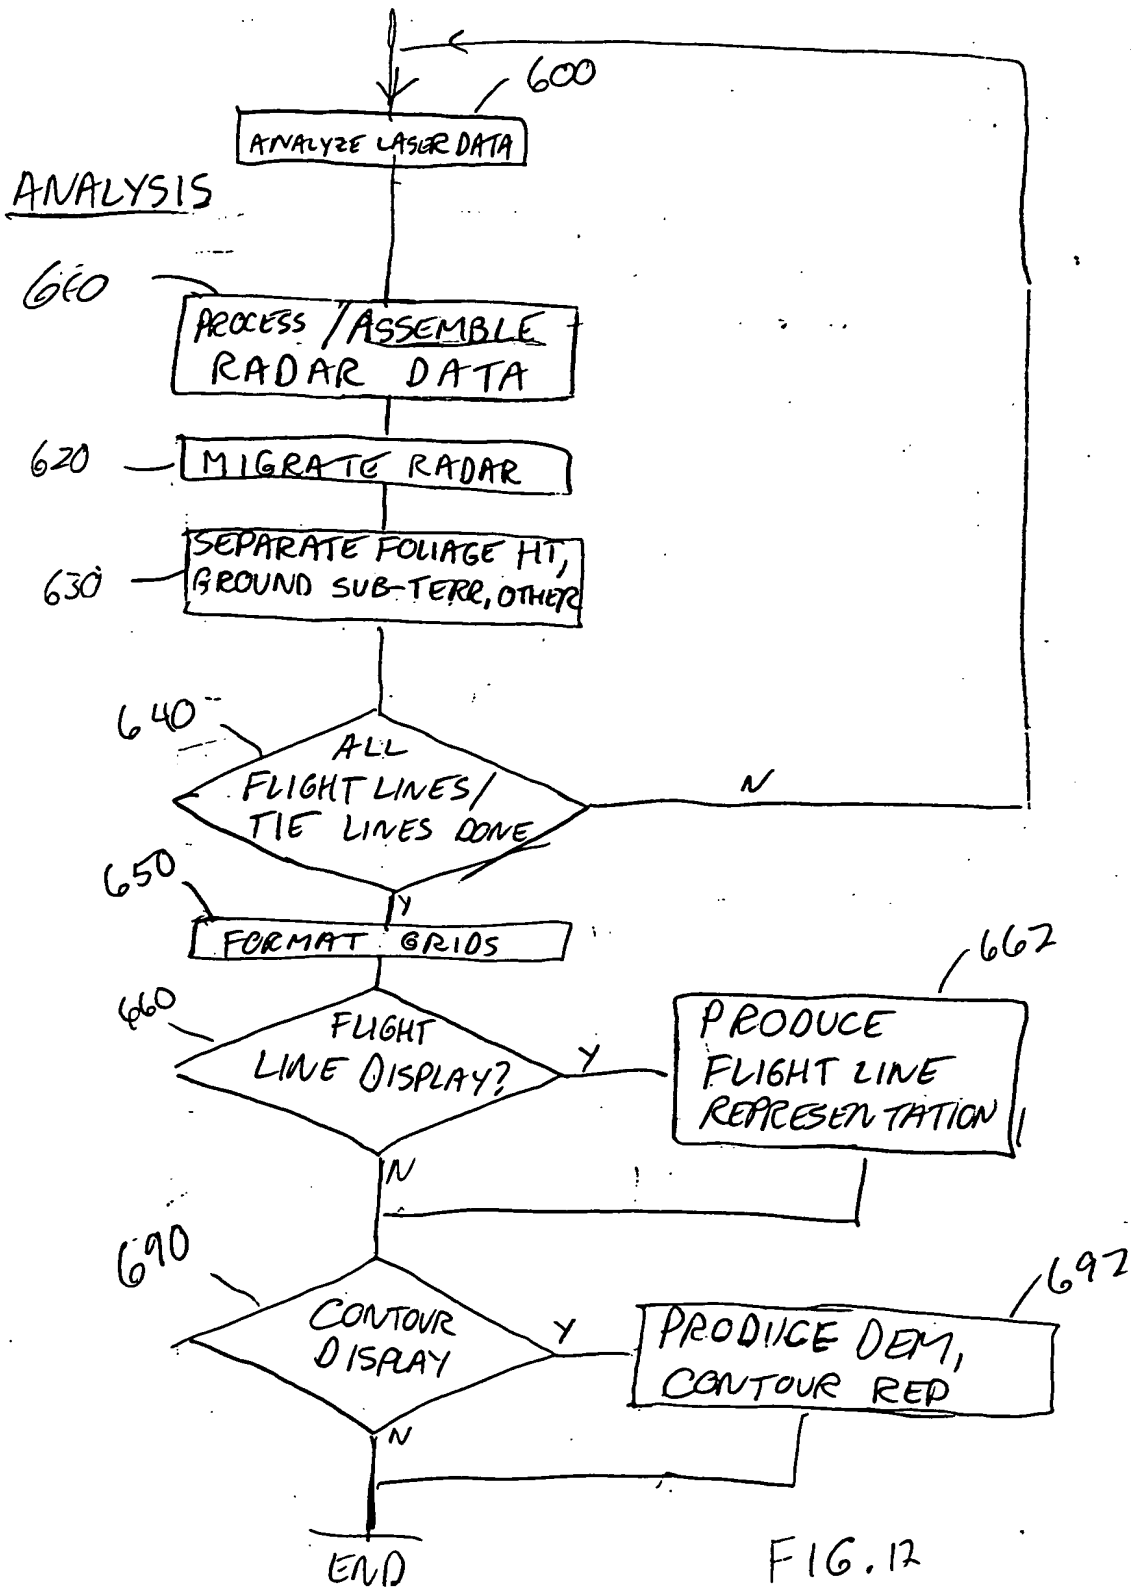 600
ANALYZE LASER DATA
ANALYSIS
610
PROCESS / ASSEMBLE
RADAR DATA
620
MIGRATE RADAR
630
SEPARATE FOLIAGE HT,
GROUND SUB-TERR, OTHER
640
ALL
FLIGHT LINES/
TIE LINES DONE
N
650
Y
FORMAT GRIDS
660
FLIGHT
LINE DISPLAY?
Y
662
PRODUCE
FLIGHT LINE
REPRESENTATION
N
690
CONTOUR
DISPLAY
Y
692
PRODUCE DEM,
CONTOUR REP
N
END
FIG. 12